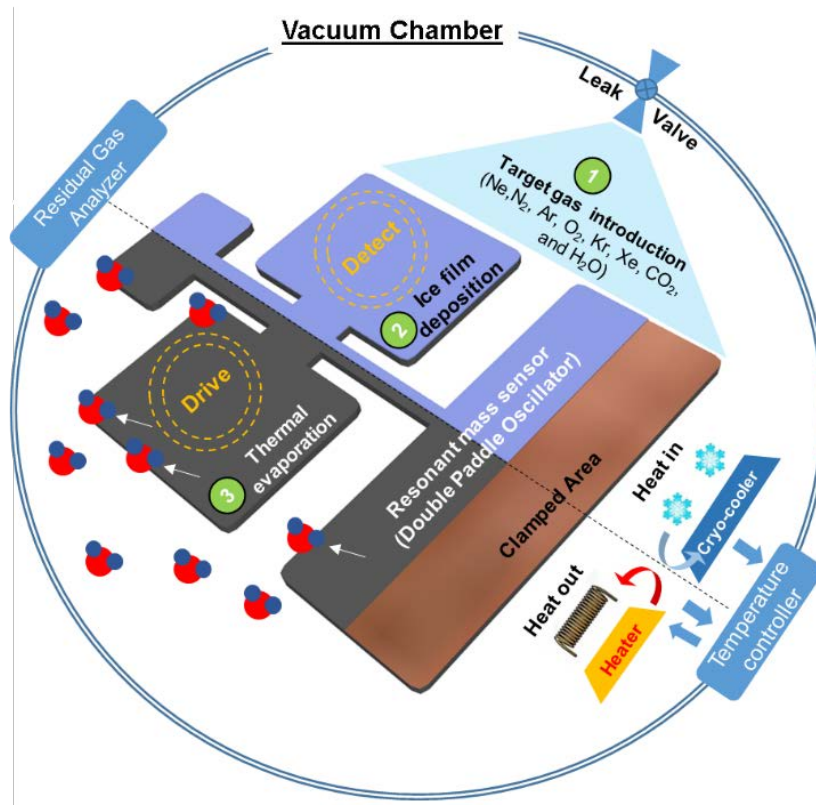 Vacuum Chamber
Leak
Valve
Residual Gas
Analyzer
1
Target gas introduction
(Ne,N₂, Ar, O₂, Kr, Xe, CO₂,
and H₂O)
Detect
2
Ice film
deposition
Drive
3
Thermal
evaporation
Resonant mass sensor
(Double Paddle Oscillator)
Clamped Area
Heat in
Cryo-cooler
Heat out
Heater
Temperature
controller